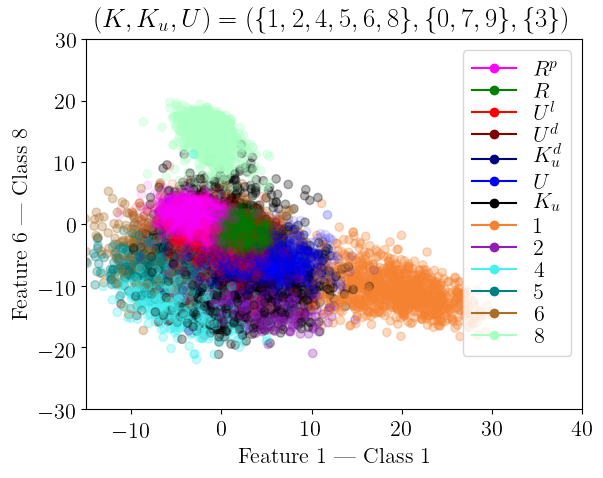 (K, K_u, U) = ({1, 2, 4, 5, 6, 8}, {0, 7, 9}, {3})
30
20
10
0
−10
−20
−30
Feature 6 — Class 8
−10
0
10
20
30
40
Feature 1 — Class 1
R^p
R
U^l
U^d
K_u^d
U
K_u
1
2
4
5
6
8